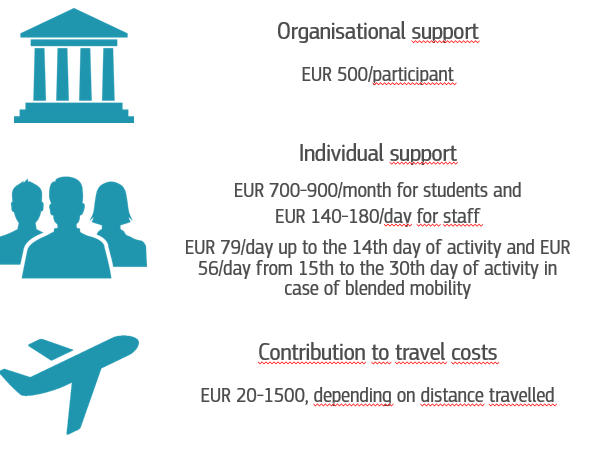 Organisational support
EUR 500/participant
Individual support
EUR 700-900/month for students and
EUR 140-180/day for staff
EUR 79/day up to the 14th day of activity and EUR
56/day from 15th to the 30th day of activity in
case of blended mobility
Contribution to travel costs
EUR 20-1500, depending on distance travelled